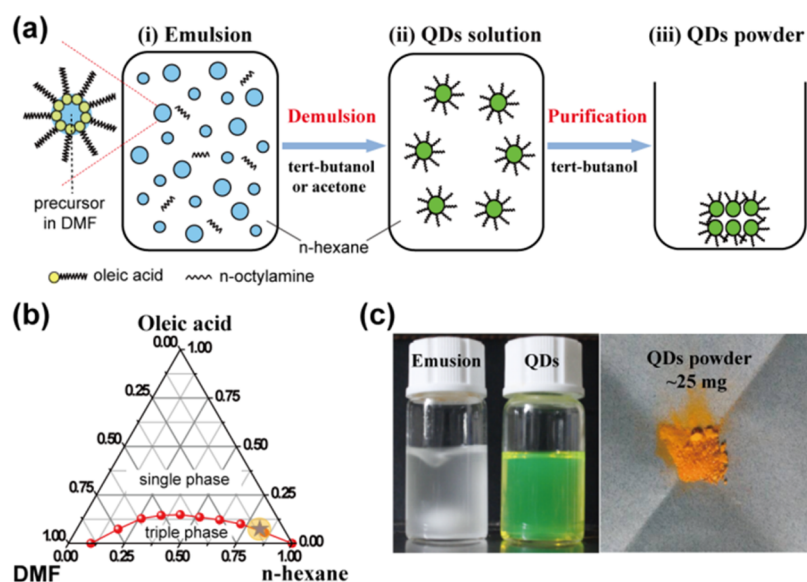 (a)
(i) Emulsion
(ii) QDs solution
(iii) QDs powder
Demulsion
tert-butanol
or acetone
Purification
tert-butanol
precursor
in DMF
n-hexane
oleic acid
n-octylamine
(b)
Oleic acid
0.00 1.00
0.25 0.75
0.50 0.50
single phase
0.75 0.25
triple phase
1.00 0.00
0.00 0.25 0.50 0.75 1.00
DMF
n-hexane
(c)
Emusion
QDs
QDs powder
~25 mg